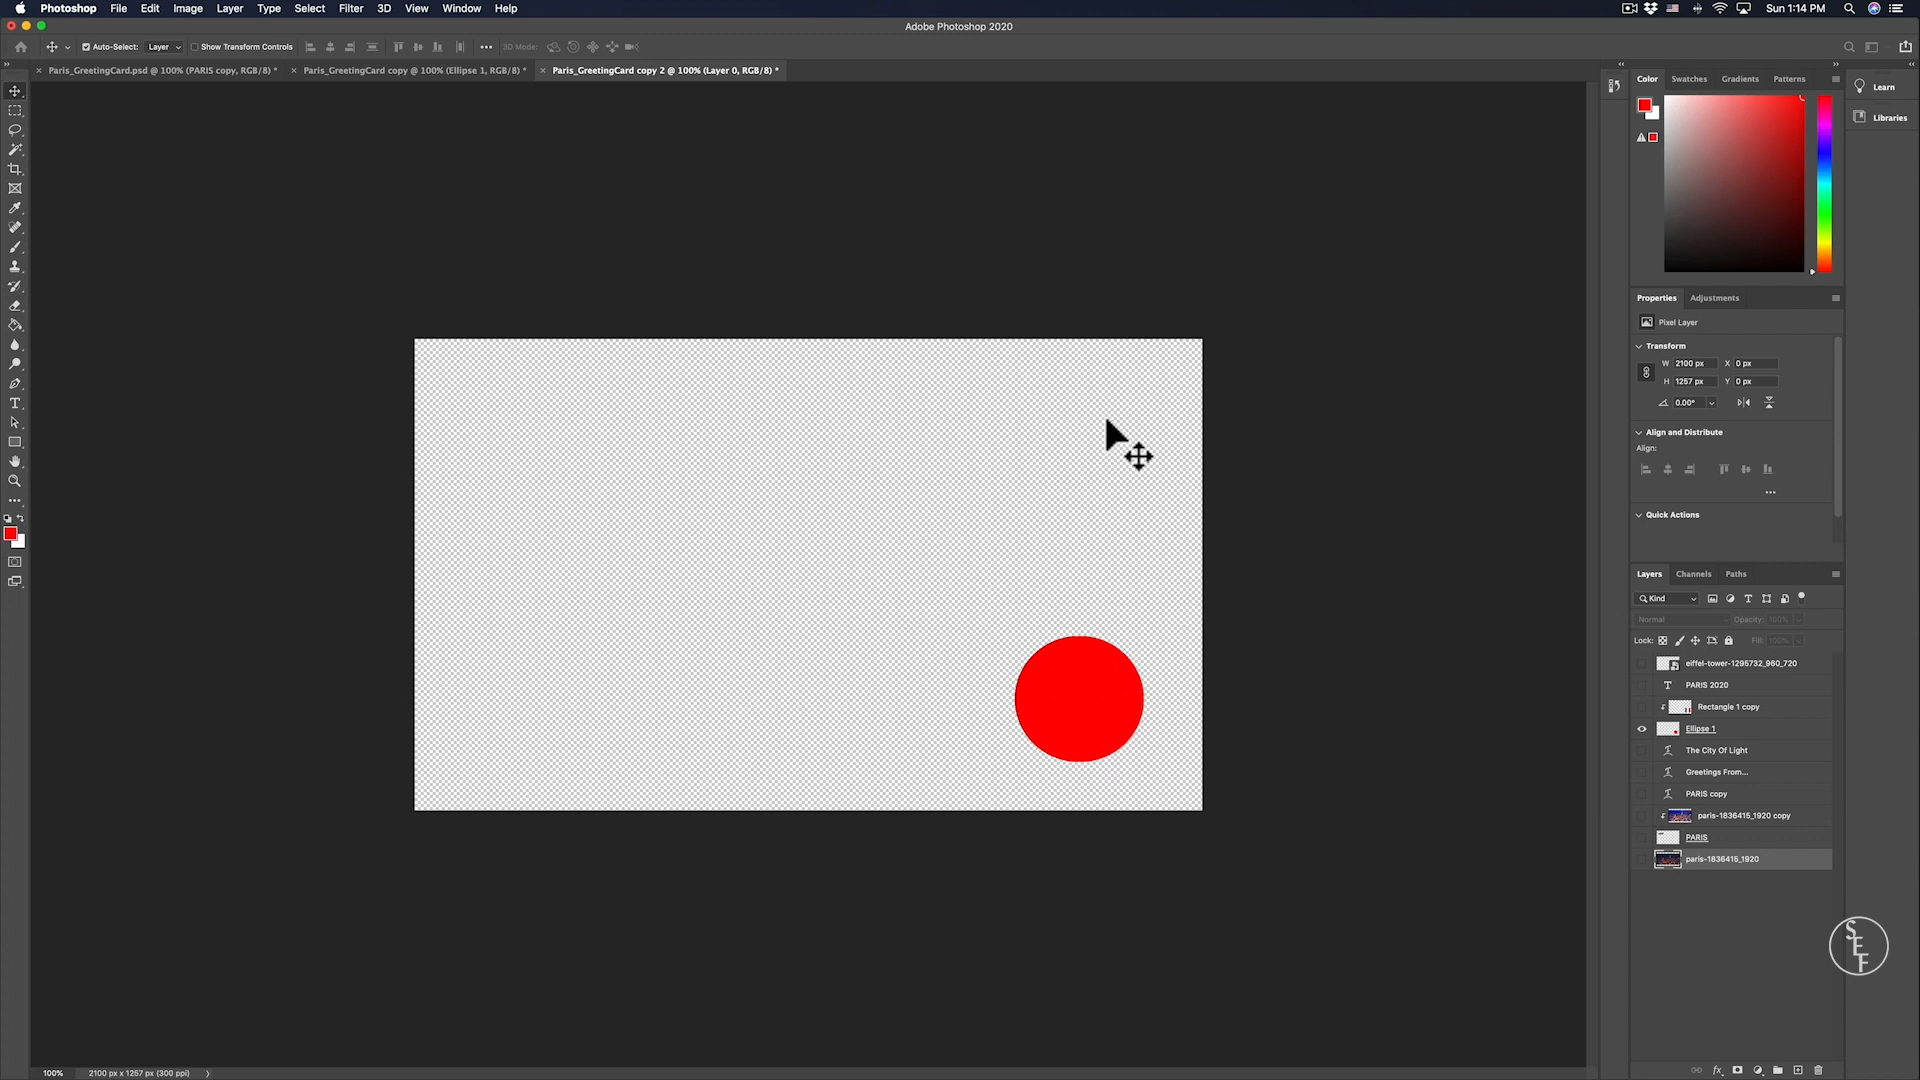 Photoshop File Edit Image Layer Type Select Filter 3D View Window Help Sun 1:14 PM
Adobe Photoshop 2020
Auto-Select: Layer Show Transform Controls 3D Mode:
Paris_GreetingCard.psd @ 100% (PARIS copy, RGB/8) * Paris_GreetingCard copy @ 100% (Ellipse 1, RGB/8) * Paris_GreetingCard copy 2 @ 100% (Layer 0, RGB/8) *
Color Swatches Gradients Patterns
Learn
Libraries
Properties Adjustments
Pixel Layer
Transform
W 2100 px X 0 px
H 1257 px Y 0 px
0.00°
Align and Distribute
Align:
Quick Actions
Layers Channels Paths
Kind
Normal Opacity: 100%
Lock: Fill: 100%
eiffel-tower-1295732_960_720
PARIS 2020
Rectangle 1 copy
Ellipse 1
The City Of Light
Greetings From...
PARIS copy
paris-1836415_1920 copy
PARIS
paris-1836415_1920
SEF
100% 2100 px x 1257 px (300 ppi)